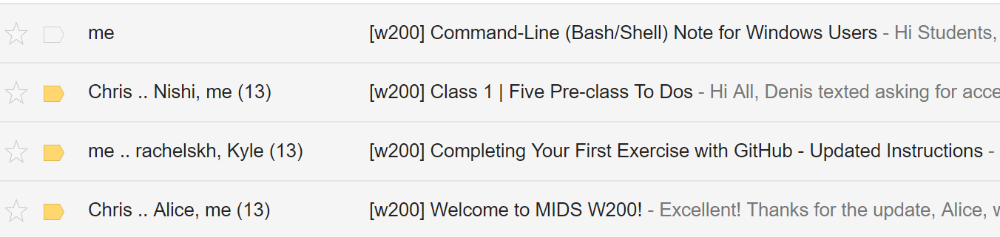 me [w200] Command-Line (Bash/Shell) Note for Windows Users - Hi Students,
Chris .. Nishi, me (13) [w200] Class 1 | Five Pre-class To Dos - Hi All, Denis texted asking for acce
me .. rachelskh, Kyle (13) [w200] Completing Your First Exercise with GitHub - Updated Instructions -
Chris .. Alice, me (13) [w200] Welcome to MIDS W200! - Excellent! Thanks for the update, Alice, w